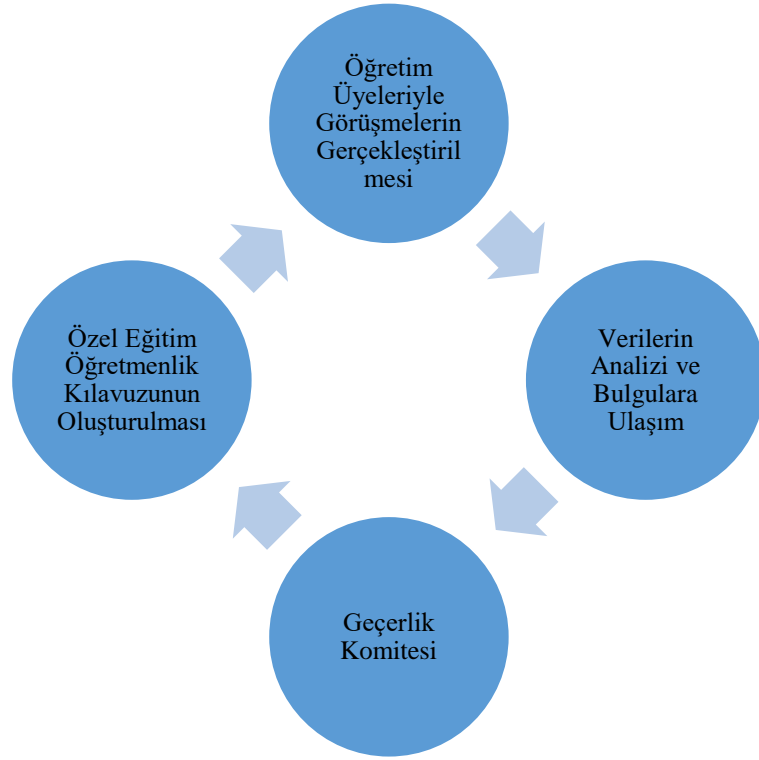 Öğretim
Üyeleriyle
Görüşmelerin
Gerçekleştiril
mesi
Verilerin
Analizi ve
Bulgulara
Ulaşım
Geçerlik
Komitesi
Özel Eğitim
Öğretmenlik
Kılavuzunun
Oluşturulması